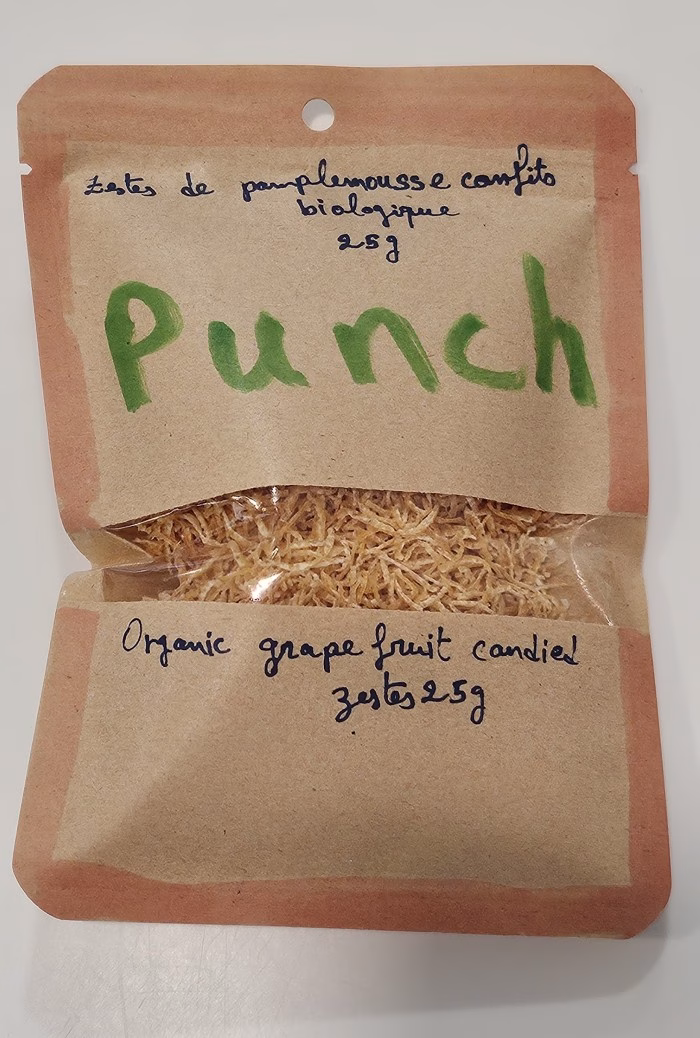 Zestes de pamplemousse confits
biologique
25g
Punch
Organic grape fruit candied
zestes 25g